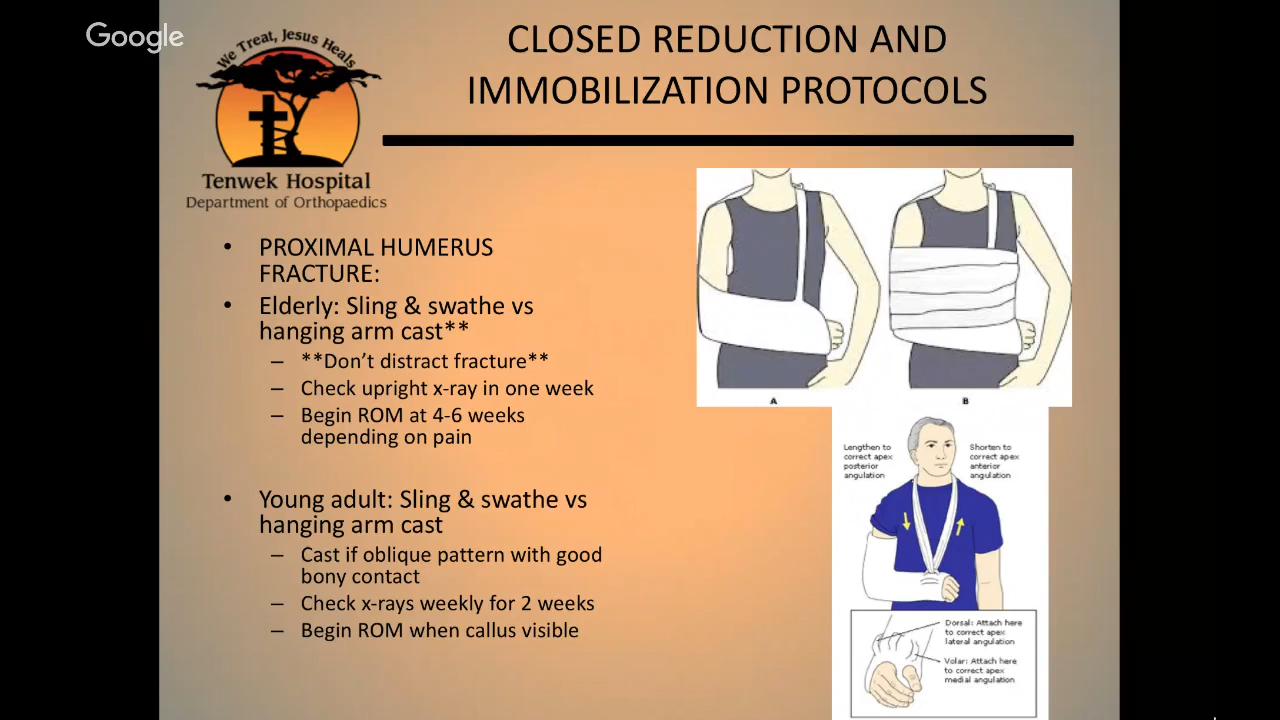 Google
We Treat, Jesus Heals
Tenwek Hospital
Department of Orthopaedics
CLOSED REDUCTION AND
IMMOBILIZATION PROTOCOLS
• PROXIMAL HUMERUS
FRACTURE:
• Elderly: Sling & swathe vs
hanging arm cast**
– **Don’t distract fracture**
– Check upright x-ray in one week
– Begin ROM at 4-6 weeks
depending on pain
• Young adult: Sling & swathe vs
hanging arm cast
– Cast if oblique pattern with good
bony contact
– Check x-rays weekly for 2 weeks
– Begin ROM when callus visible
A
B
Lengthen to
correct apex
posterior
angulation
Shorten to
correct apex
anterior
angulation
Dorsal: Attach here
to correct apex
lateral angulation
Volar: Attach here
to correct apex
medial angulation